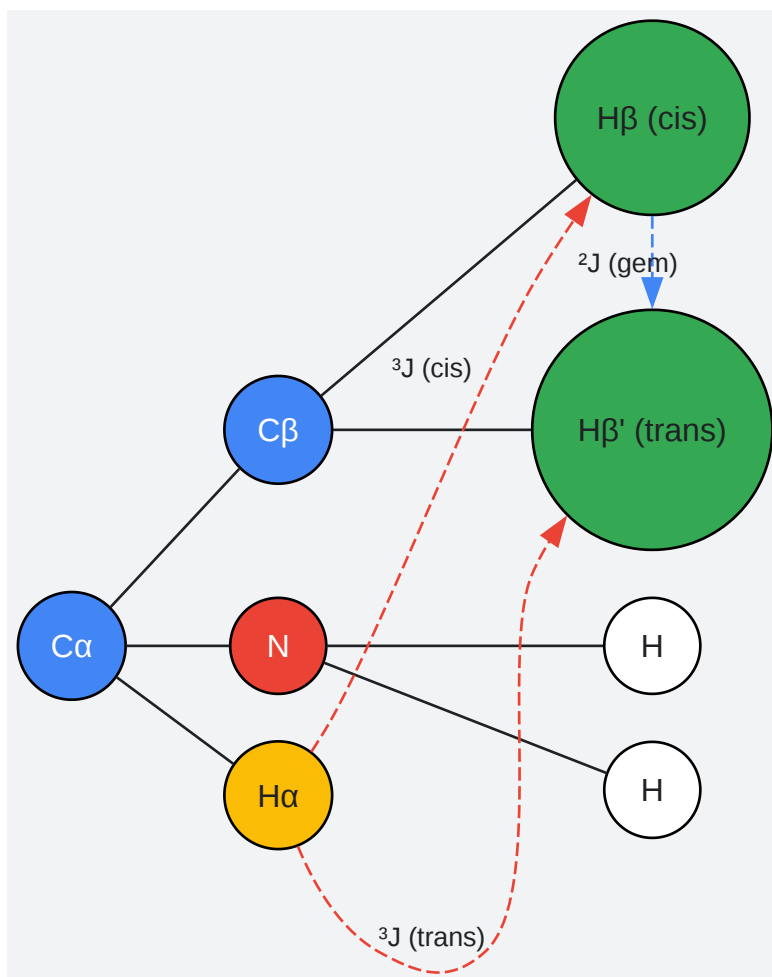 Hβ (cis)
²J (gem)
³J (cis)
Cβ
Hβ' (trans)
Cα
N
H
H
Hα
³J (trans)